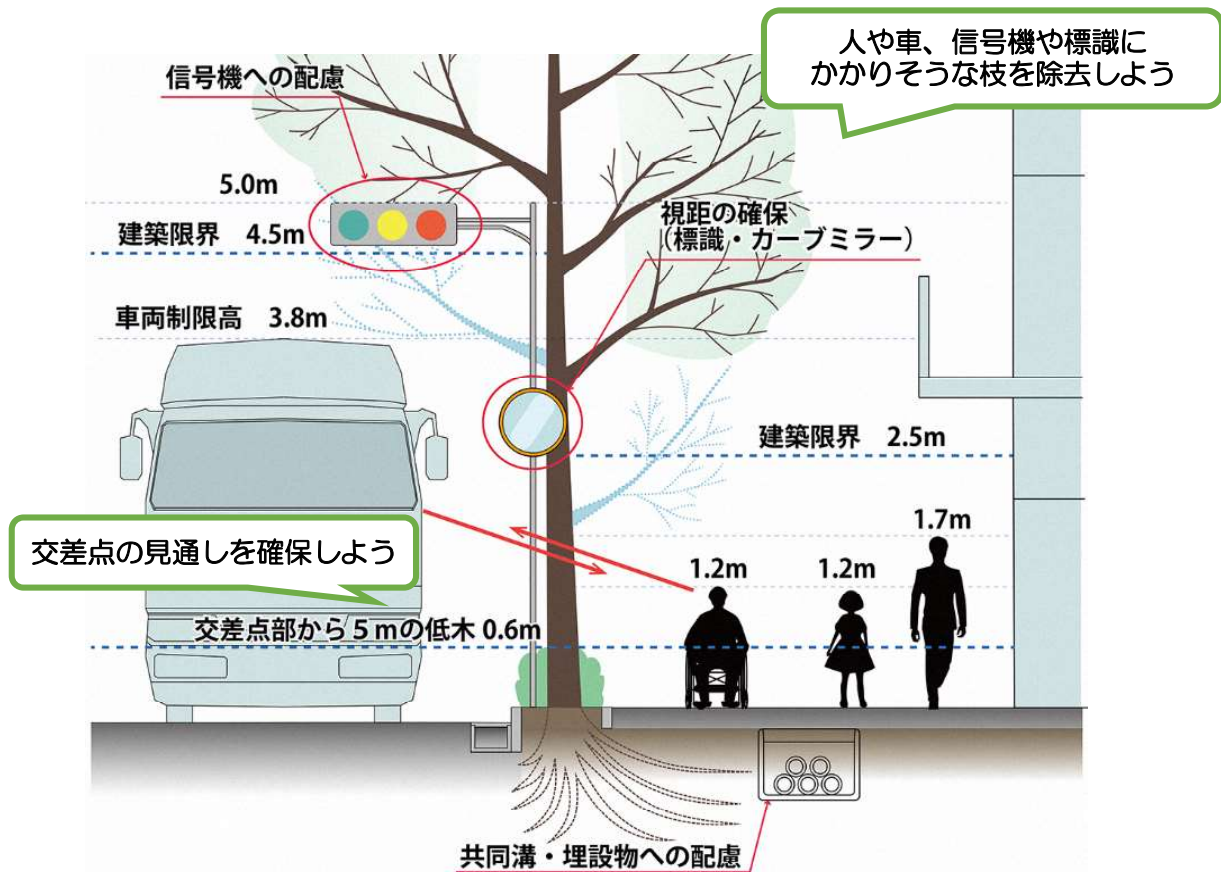 人や車、信号機や標識に
かかりそうな枝を除去しよう
信号機への配慮
5.0m
建築限界 4.5m
視距の確保
（標識・カーブミラー）
車両制限高 3.8m
建築限界 2.5m
1.7m
交差点の見通しを確保しよう
1.2m
1.2m
交差点部から５ｍの低木 0.6m
共同溝・埋設物への配慮